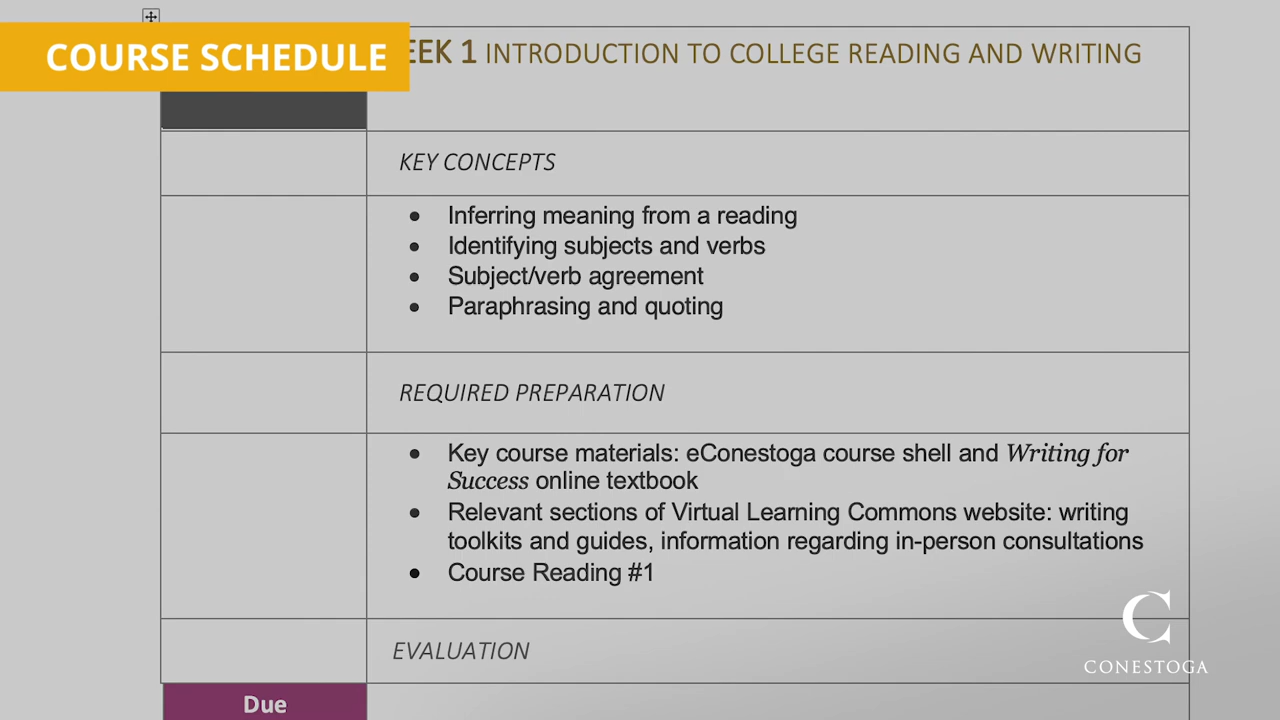 COURSE SCHEDULE
EEK 1 INTRODUCTION TO COLLEGE READING AND WRITING
KEY CONCEPTS
• Inferring meaning from a reading
• Identifying subjects and verbs
• Subject/verb agreement
• Paraphrasing and quoting
REQUIRED PREPARATION
• Key course materials: eConestoga course shell and Writing for
Success online textbook
• Relevant sections of Virtual Learning Commons website: writing
toolkits and guides, information regarding in-person consultations
• Course Reading #1
EVALUATION
C
CONESTOGA
Due